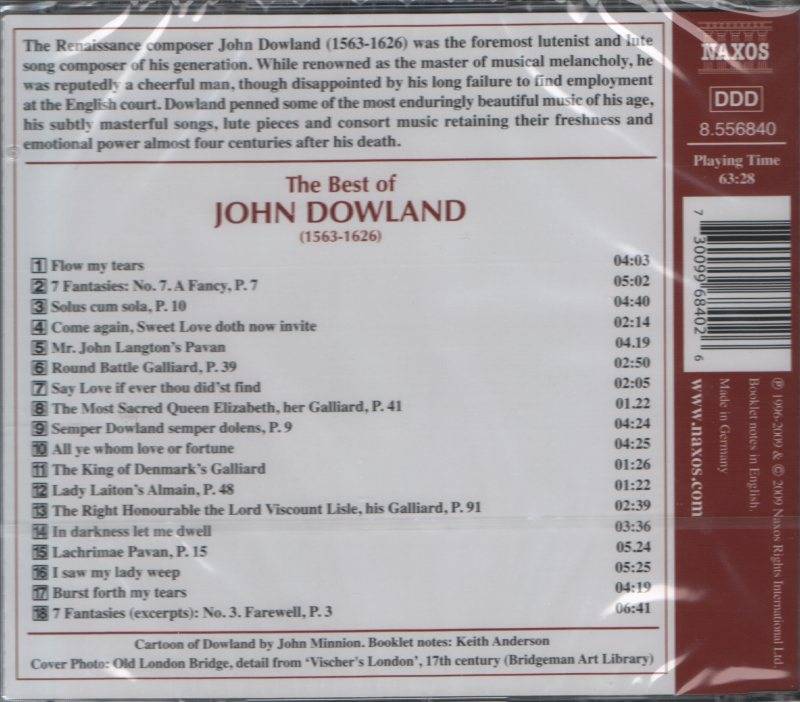 The Renaissance composer John Dowland (1563-1626) was the foremost lutenist and lute
song composer of his generation. While renowned as the master of musical melancholy, he
was reputedly a cheerful man, though disappointed by his long failure to find employment
at the English court. Dowland penned some of the most enduringly beautiful music of his age,
his subtly masterful songs, lute pieces and consort music retaining their freshness and
emotional power almost four centuries after his death.
The Best of
JOHN DOWLAND
(1563-1626)
1 Flow my tears 04:03
2 7 Fantasies: No. 7. A Fancy, P. 7 05:02
3 Solus cum sola, P. 10 04:40
4 Come again, Sweet Love doth now invite 02:14
5 Mr. John Langton's Pavan 04.19
6 Round Battle Galliard, P. 39 02:50
7 Say Love if ever thou did'st find 02:05
8 The Most Sacred Queen Elizabeth, her Galliard, P. 41 01.22
9 Semper Dowland semper dolens, P. 9 04:24
10 All ye whom love or fortune 04:25
11 The King of Denmark's Galliard 01:26
12 Lady Laiton's Almain, P. 48 01:22
13 The Right Honourable the Lord Viscount Lisle, his Galliard, P. 91 02:39
14 In darkness let me dwell 03:36
15 Lachrimae Pavan, P. 15 05.24
16 I saw my lady weep 05:25
17 Burst forth my tears 04:19
18 7 Fantasies (excerpts): No. 3. Farewell, P. 3 06:41
Cartoon of Dowland by John Minnion. Booklet notes: Keith Anderson
Cover Photo: Old London Bridge, detail from 'Vischer's London', 17th century (Bridgeman Art Library)
NAXOS
DDD
8.556840
Playing Time
63:28
7 30099 68402 6
℗ 1996-2009 & © 2009 Naxos Rights International Ltd.
Booklet notes in English.
Made in Germany
www.naxos.com